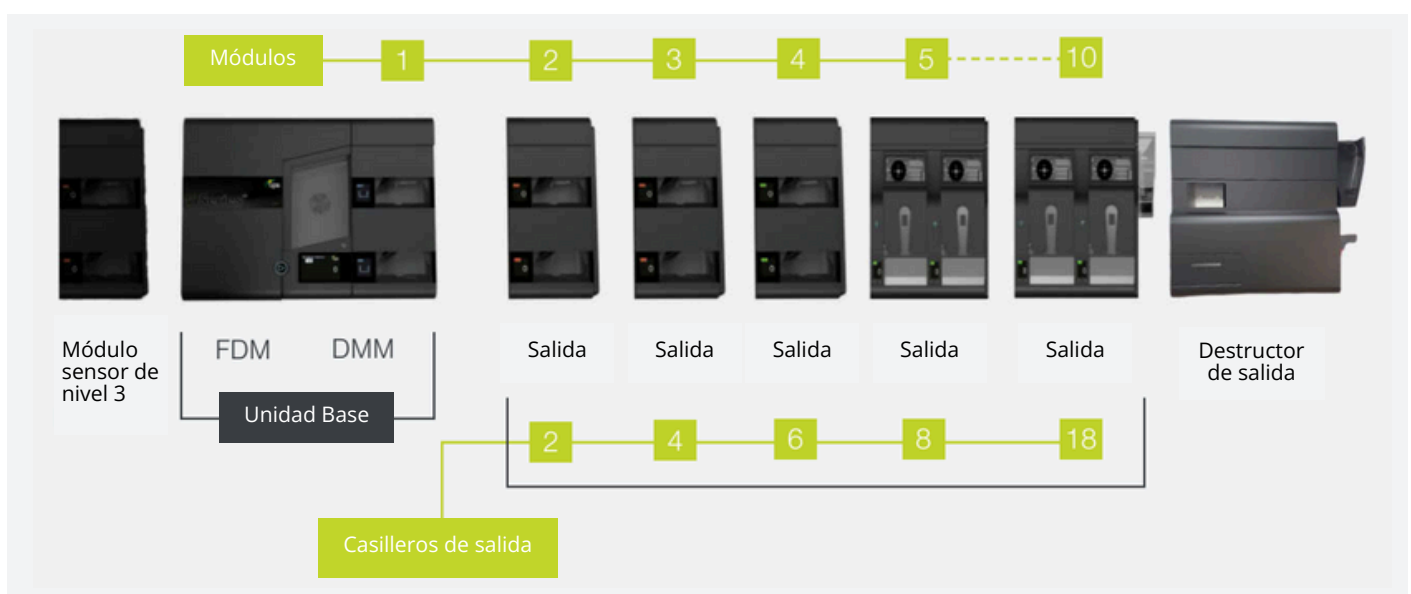 Módulos
1
2
3
4
5
10
Módulo
sensor de
nivel 3
FDM
DMM
Unidad Base
Salida
Salida
Salida
Salida
Salida
Destructor
de salida
2
4
6
8
18
Casilleros de salida